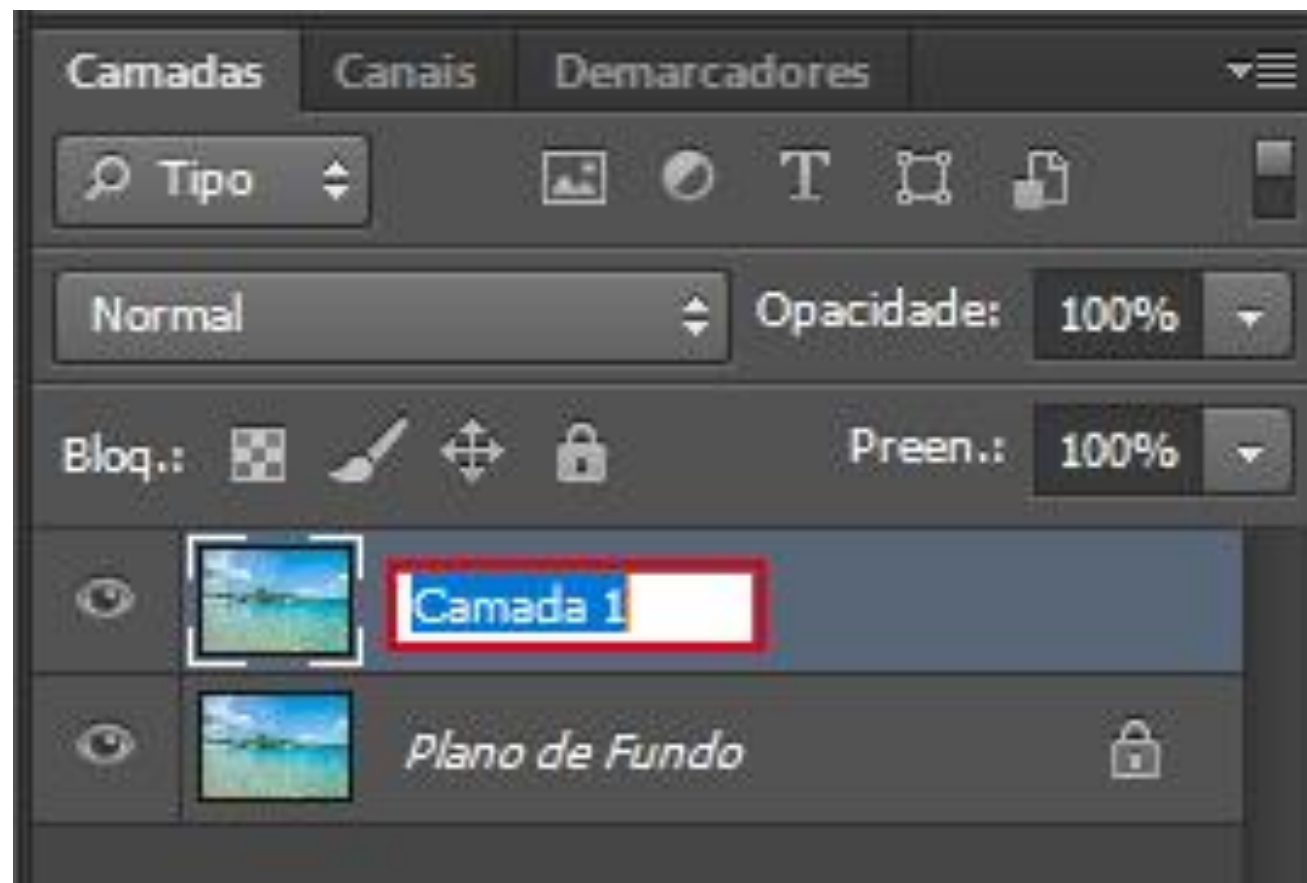 Camadas Canais Demarcadores
Tipo
Normal Opacidade: 100%
Bloq.: Preen.: 100%
Camada 1
Plano de Fundo